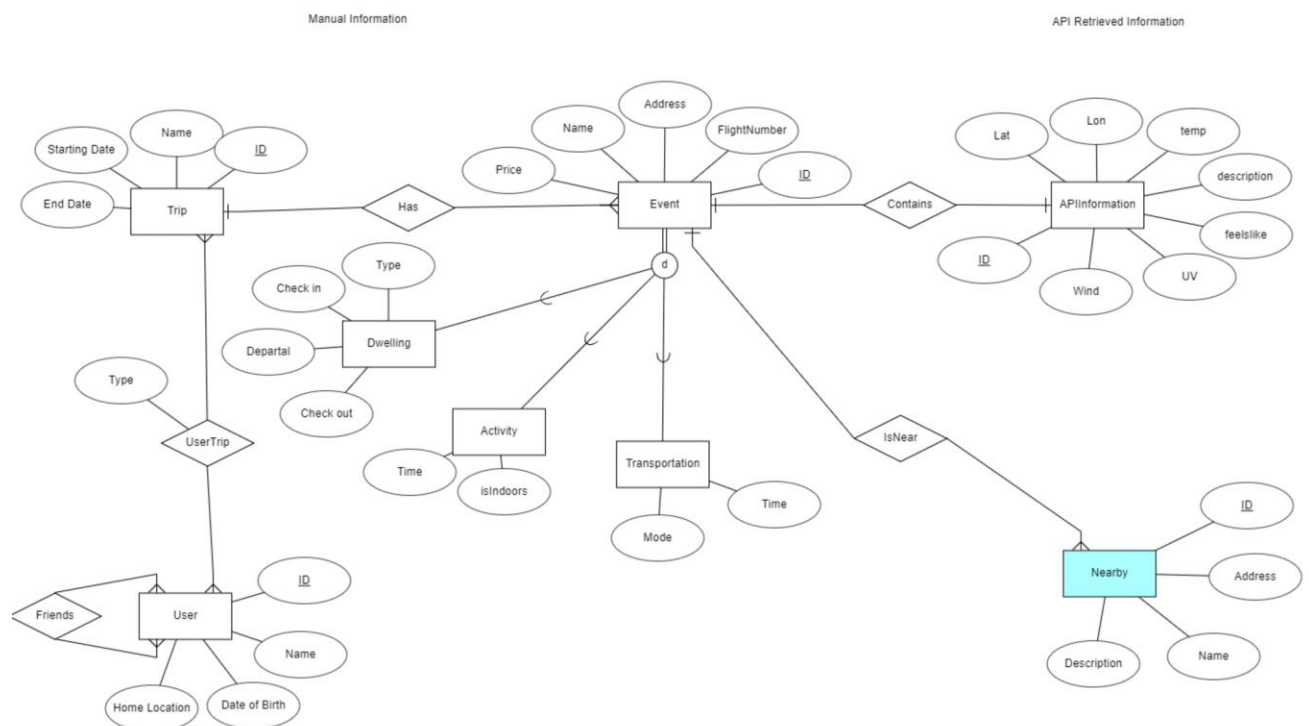 Manual Information
API Retrieved Information
Address
Name
FlightNumber
Price
ID
Name
Starting Date
ID
End Date
Trip
Has
Event
Contains
APIInformation
Lat
Lon
temp
description
feelslike
UV
Wind
ID
d
Type
Check in
Departal
Dwelling
Check out
Type
UserTrip
Activity
Time
isIndoors
Transportation
Time
Mode
IsNear
ID
Nearby
Address
Description
Name
Friends
User
ID
Name
Home Location
Date of Birth